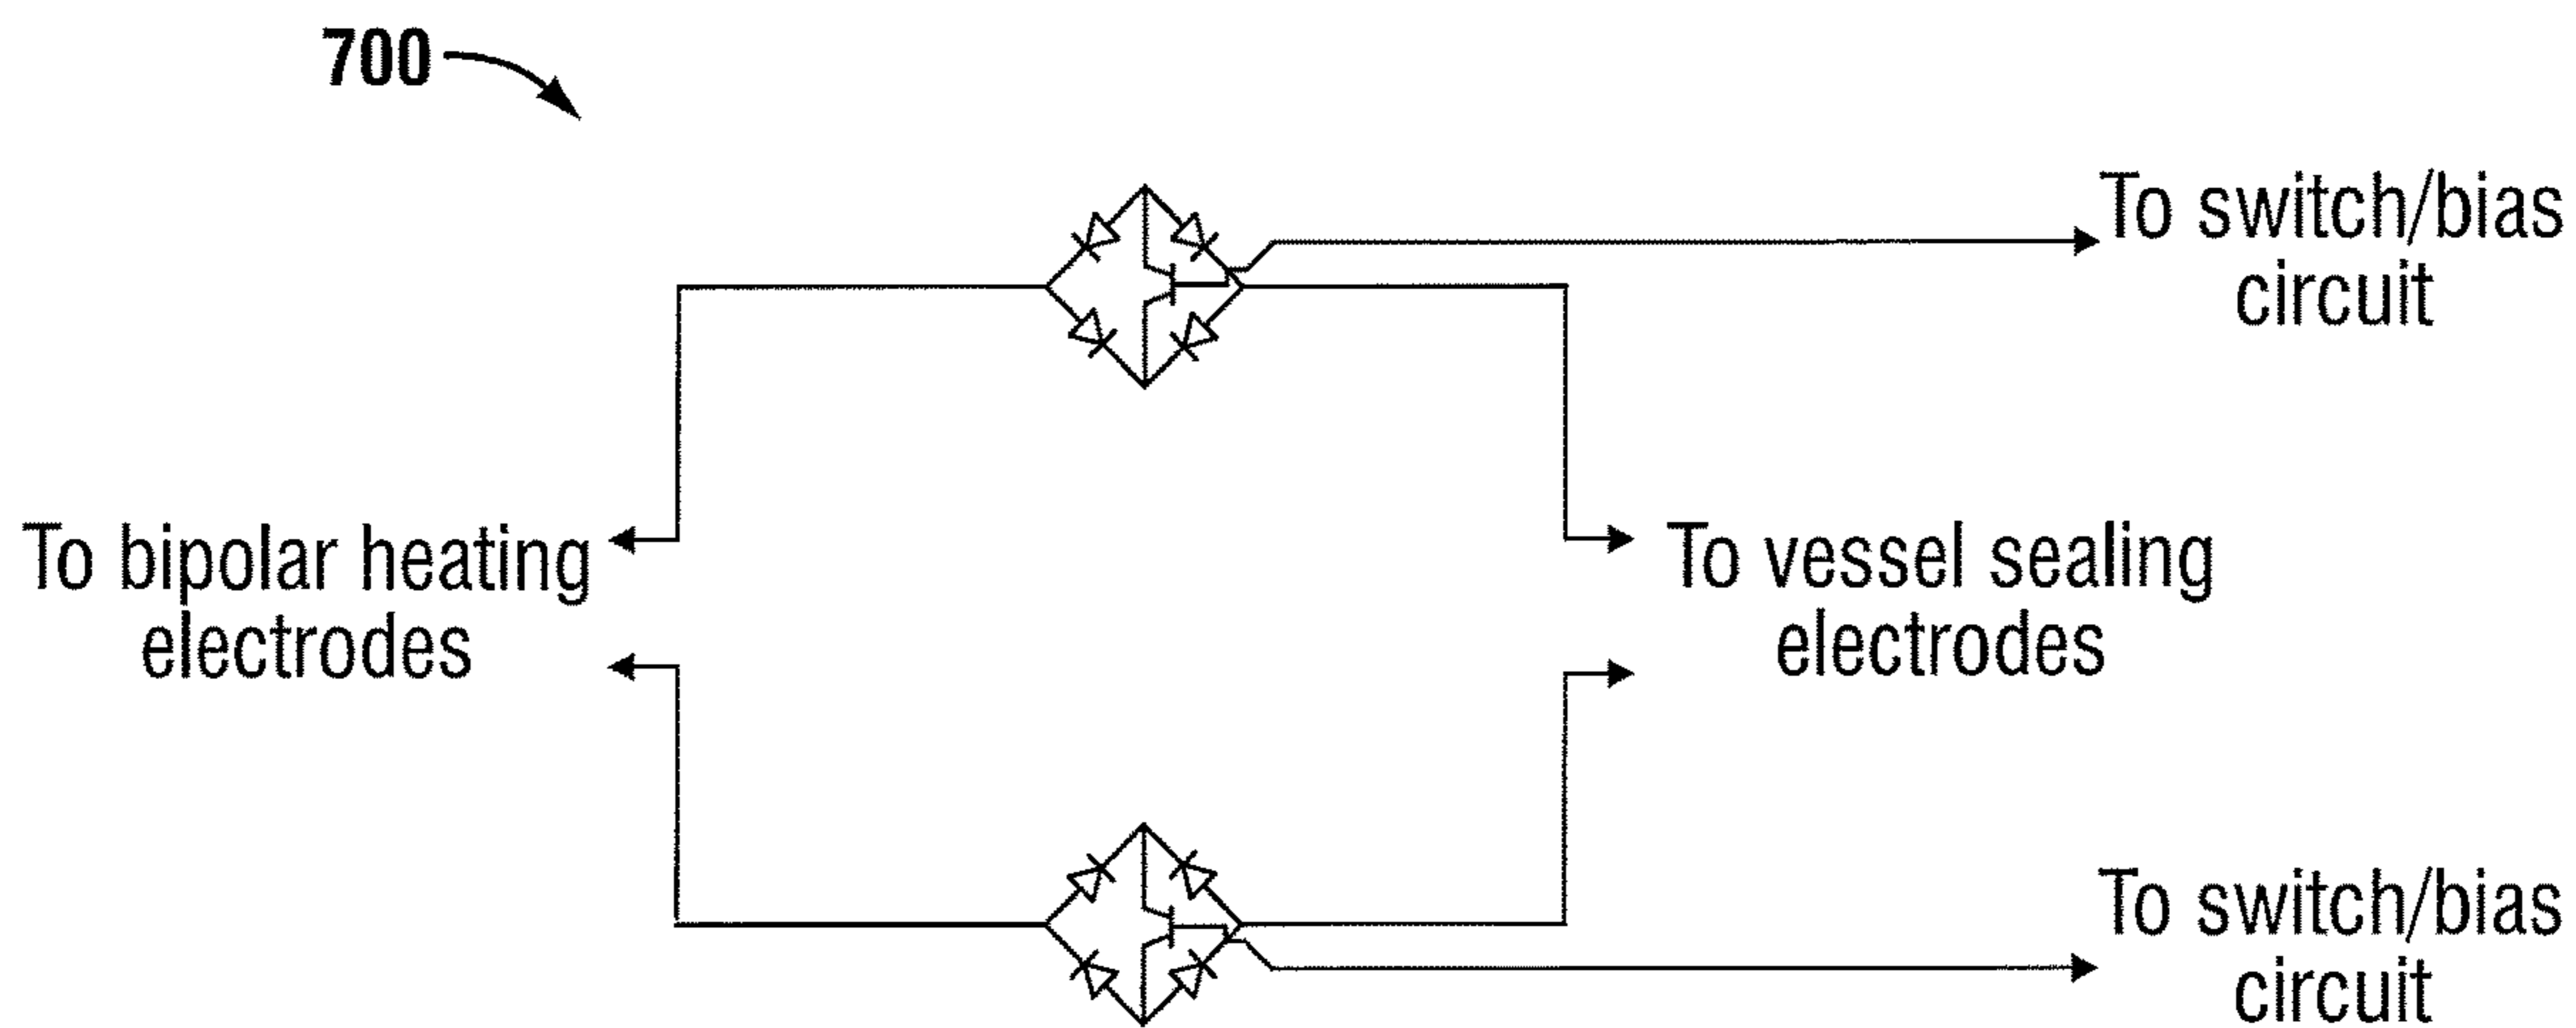 700
To switch/bias
circuit
To bipolar heating
electrodes
To vessel sealing
electrodes
To switch/bias
circuit